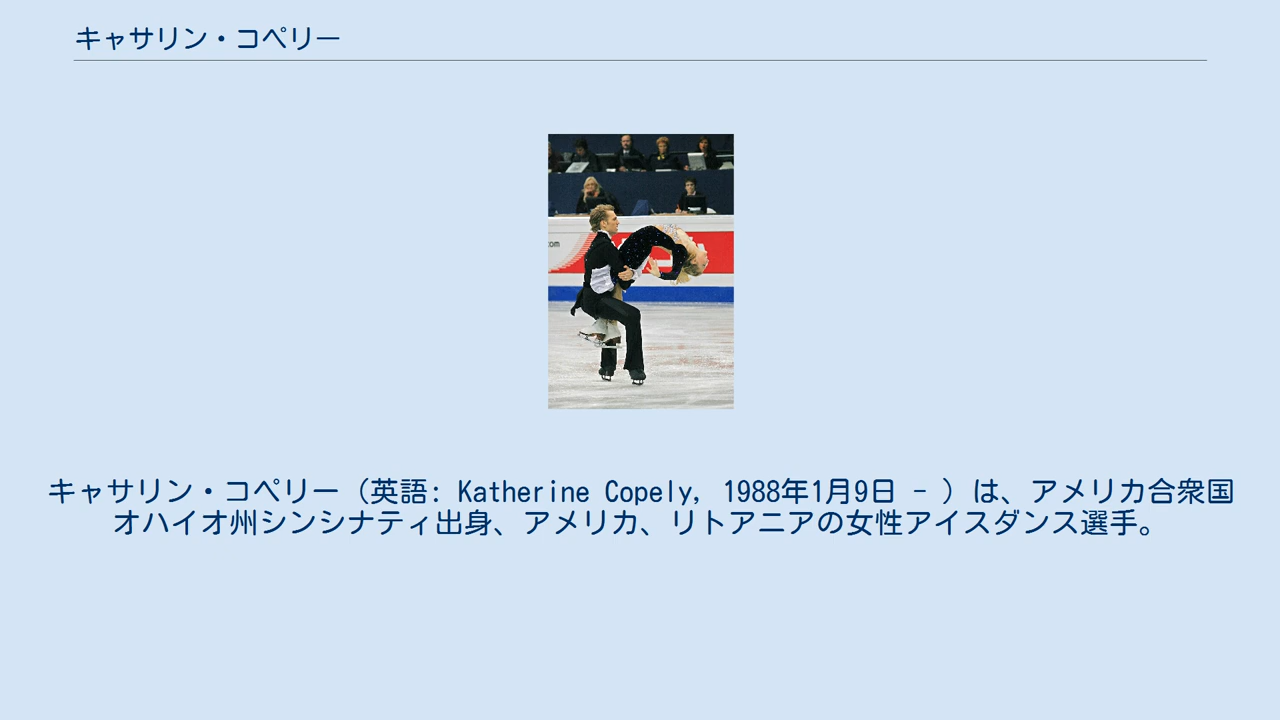 キャサリン・コペリー
com
キャサリン・コペリー（英語: Katherine Copely, 1988年1月9日 - ）は、アメリカ合衆国
オハイオ州シンシナティ出身、アメリカ、リトアニアの女性アイスダンス選手。